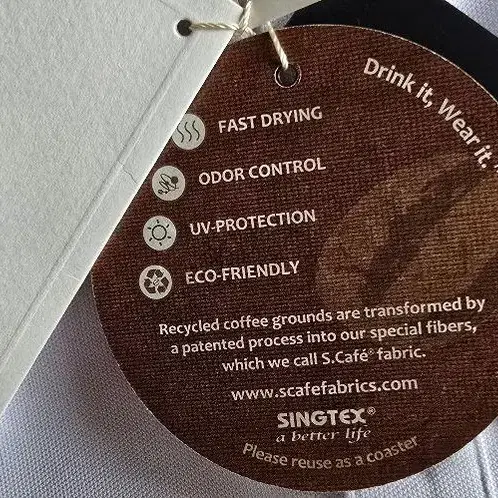 Drink it, Wear it.
FAST DRYING
ODOR CONTROL
UV-PROTECTION
ECO-FRIENDLY
Recycled coffee grounds are transformed by
a patented process into our special fibers,
which we call S.Café® fabric.
www.scafefabrics.com
SINGTEX®
a better life
Please reuse as a coaster